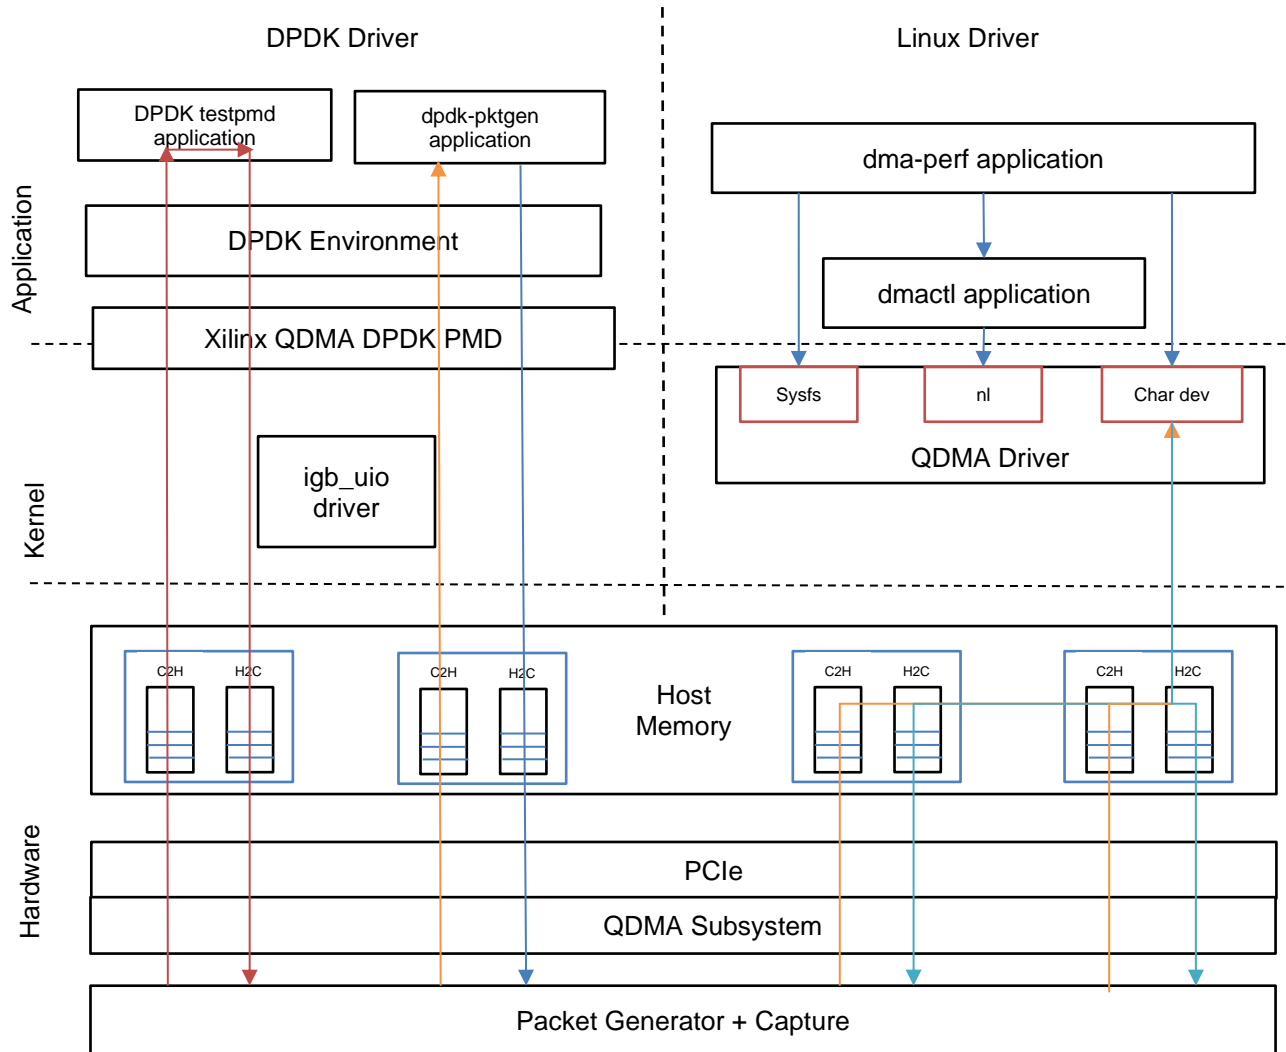 DPDK Driver
Linux Driver
DPDK testpmd
application
dpdk-pktgen
application
dma-perf application
Application
DPDK Environment
dmactl application
Xilinx QDMA DPDK PMD
Sysfs
nl
Char dev
QDMA Driver
igb_uio
driver
Kernel
C2H
H2C
C2H
H2C
Host
Memory
C2H
H2C
C2H
H2C
Hardware
PCIe
QDMA Subsystem
Packet Generator + Capture